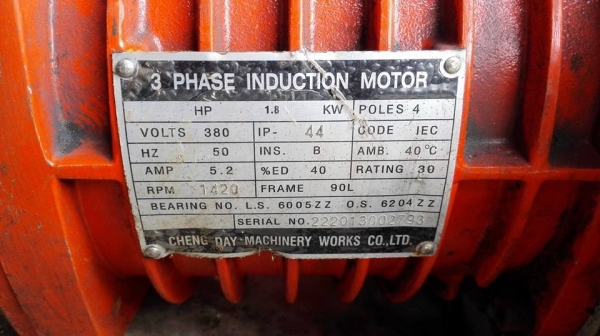 3 PHASE INDUCTION MOTOR
HP 1.8 KW POLES 4
VOLTS 380 IP- 44 CODE IEC
HZ 50 INS. B AMB. 40°C
AMP 5.2 %ED 40 RATING 30
RPM 1420 FRAME 90L
BEARING NO. L.S. 6005ZZ O.S. 6204ZZ
SERIAL NO.
CHENG DAY MACHINERY WORKS CO.,LTD.